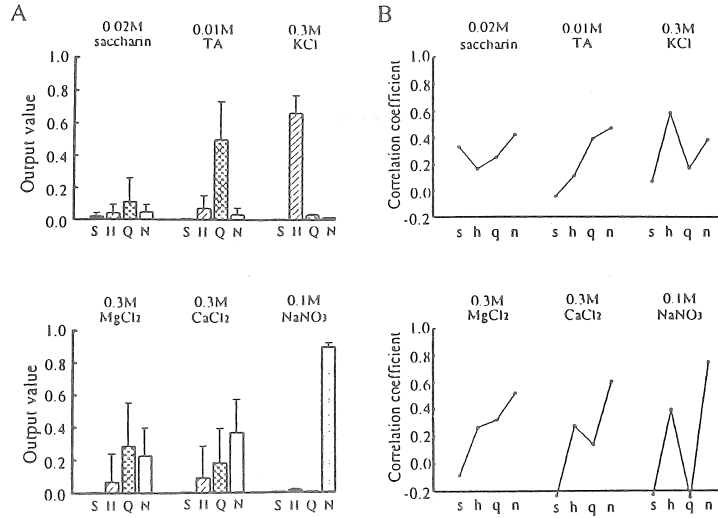 A
B
0.02M 0.01M 0.3M
saccharin TA KCl
Output value
1.0
0.8
0.6
0.4
0.2
0.0
S H Q N S H Q N S H Q N
0.02M 0.01M 0.3M
saccharin TA KCl
Correlation coefficient
1.0
0.8
0.6
0.4
0.2
0.0
-0.2
s h q n s h q n s h q n
0.3M 0.3M 0.1M
MgCl2 CaCl2 NaNO3
Output value
1.0
0.8
0.6
0.4
0.2
0.0
S H Q N S H Q N S H Q N
0.3M 0.3M 0.1M
MgCl2 CaCl2 NaNO3
Correlation coefficient
1.0
0.8
0.6
0.4
0.2
0.0
-0.2
s h q n s h q n s h q n